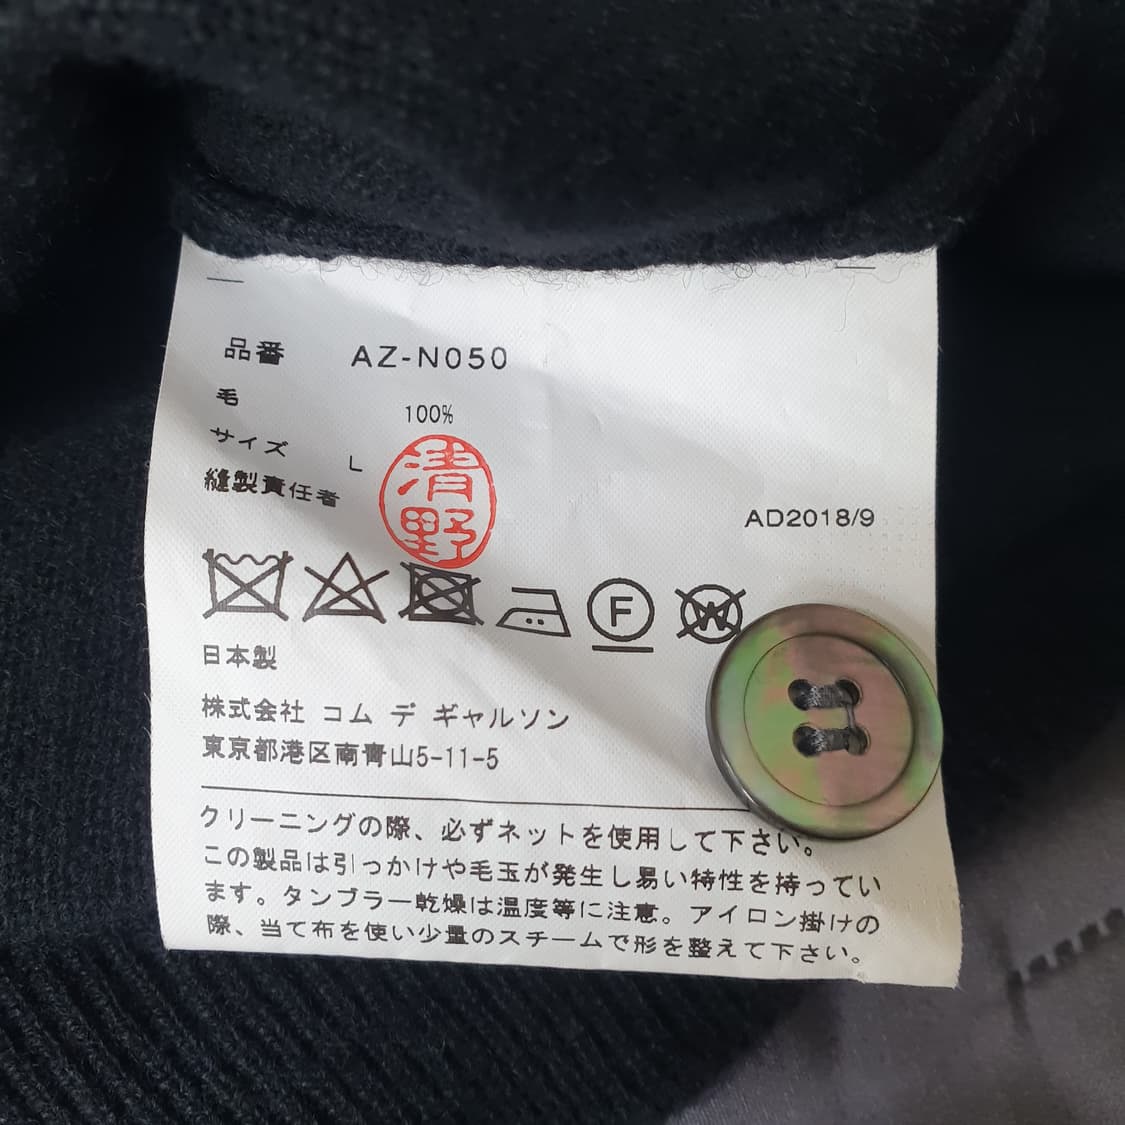 品番 AZ-N050
毛 100%
サイズ L
縫製責任者 清野
AD2018/9
F W
日本製
株式会社 コム デ ギャルソン
東京都港区南青山5-11-5
クリーニングの際、必ずネットを使用して下さい。
この製品は引っかけや毛玉が発生し易い特性を持ってい
ます。タンブラー乾燥は温度等に注意。アイロン掛けの
際、当て布を使い少量のスチームで形を整えて下さい。